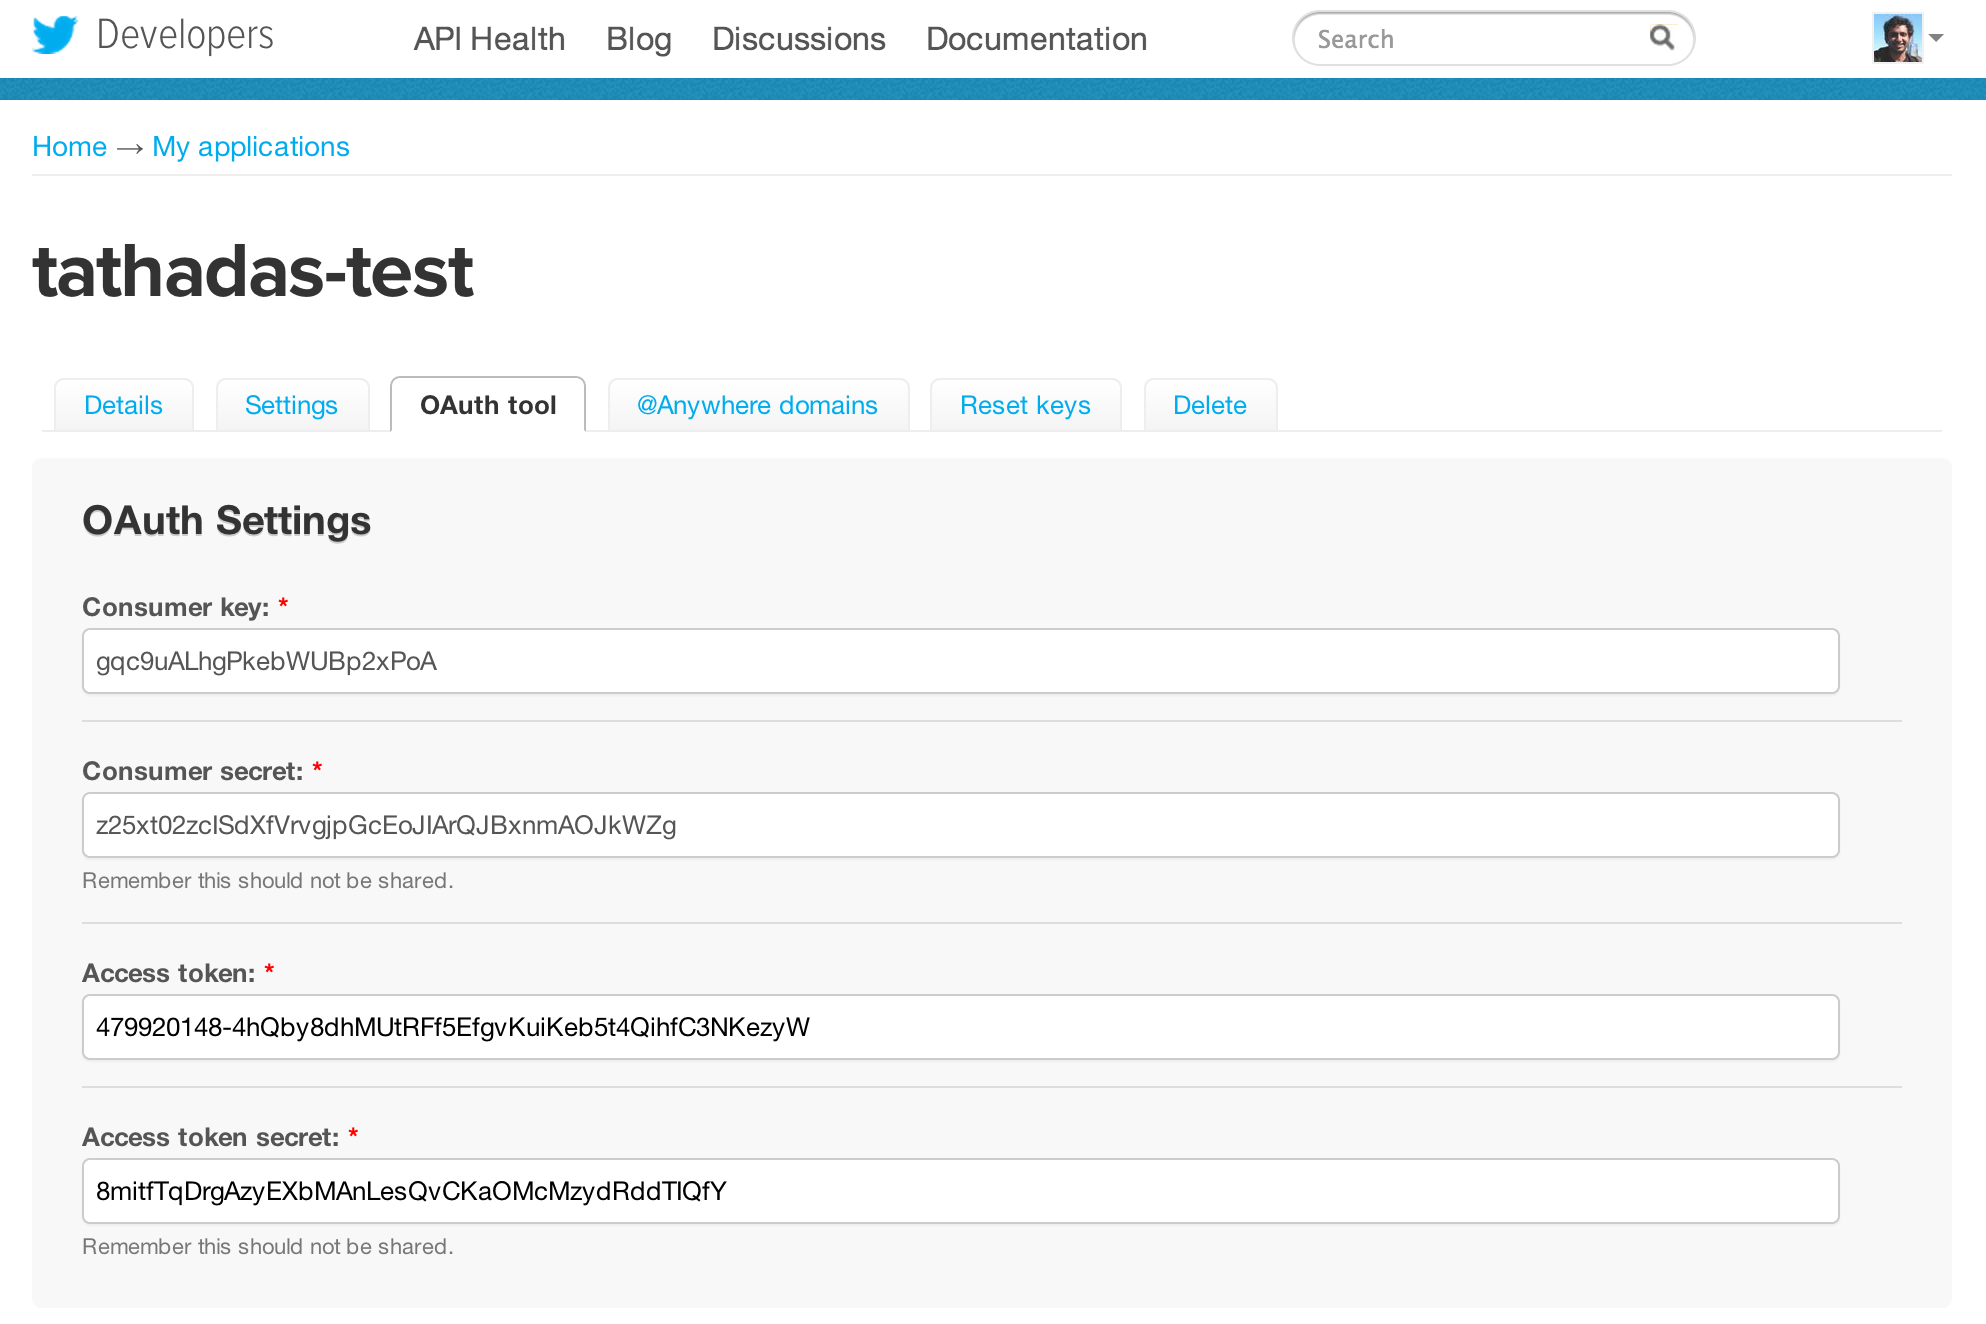 Developers
API Health Blog Discussions Documentation Search
Home → My applications
tathadas-test
Details Settings OAuth tool @Anywhere domains Reset keys Delete
OAuth Settings
Consumer key: *
gqc9uALhgPkebWUBp2xPoA
Consumer secret: *
z25xt02zcISdXfVrvgjpGcEoJIArQJBxnmAOJkWZg
Remember this should not be shared.
Access token: *
479920148-4hQby8dhMUtRFf5EfgvKuiKeb5t4QihfC3NKezyW
Access token secret: *
8mitfTqDrgAzyEXbMAnLesQvCKaOMcMzydRddTIQfY
Remember this should not be shared.